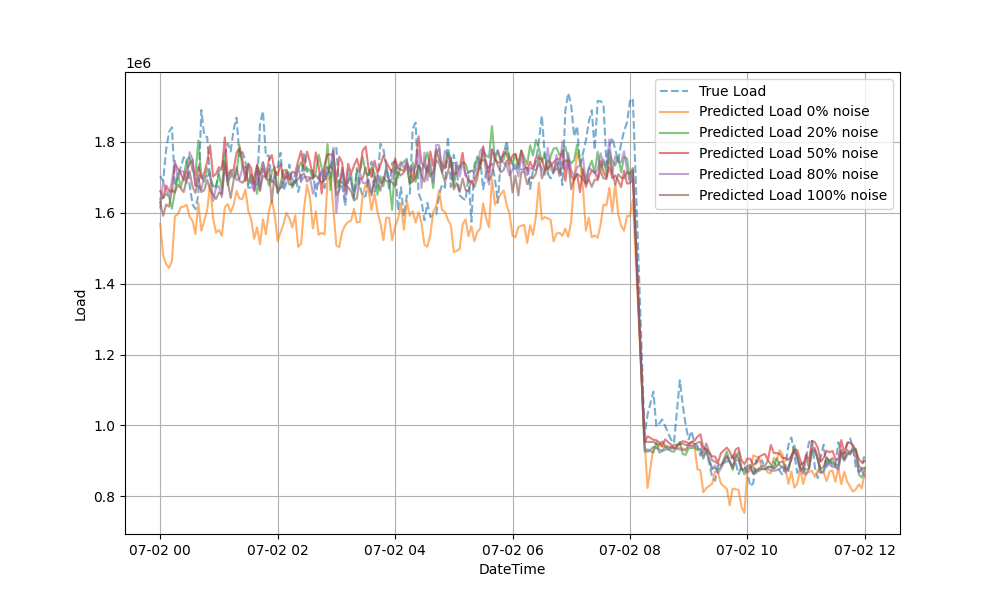 1e6
True Load
Predicted Load 0% noise
Predicted Load 20% noise
Predicted Load 50% noise
Predicted Load 80% noise
Predicted Load 100% noise
1.8
1.6
1.4
1.2
1.0
0.8
Load
07-02 00 07-02 02 07-02 04 07-02 06 07-02 08 07-02 10 07-02 12
DateTime